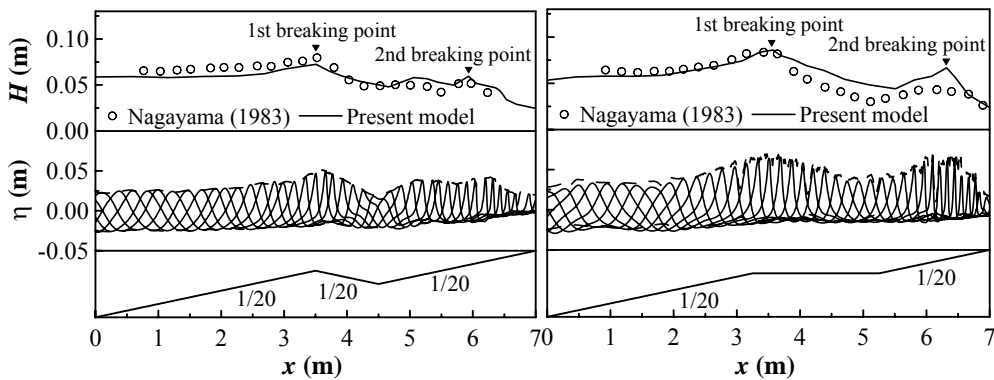 1st breaking point
2nd breaking point
0.10
0.05
0.00
H (m)
Nagayama (1983) Present model
0.05
0.00
-0.05
η (m)
1/20 1/20 1/20
0 1 2 3 4 5 6 7
x (m)
1st breaking point
2nd breaking point
Nagayama (1983) Present model
1/20 1/20
0 1 2 3 4 5 6 7
x (m)